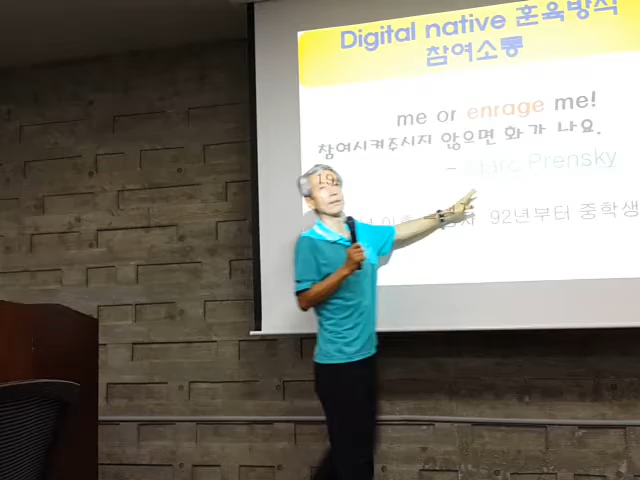 Digital native 훈육방식
참여소통
me or enrage me!
참여시켜주시지 않으면 화가 나요.
- Marc Prensky
19 92년부터 중학생